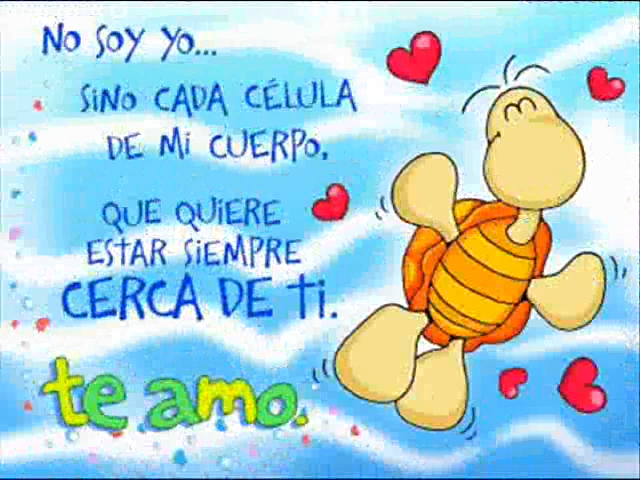 No soy yo...
SiNO CADA CÉLULA
DE Mi CUERPO,
QUE QUiERE
ESTAR SiEMPRE
CERCA DE Ti.
te amo.